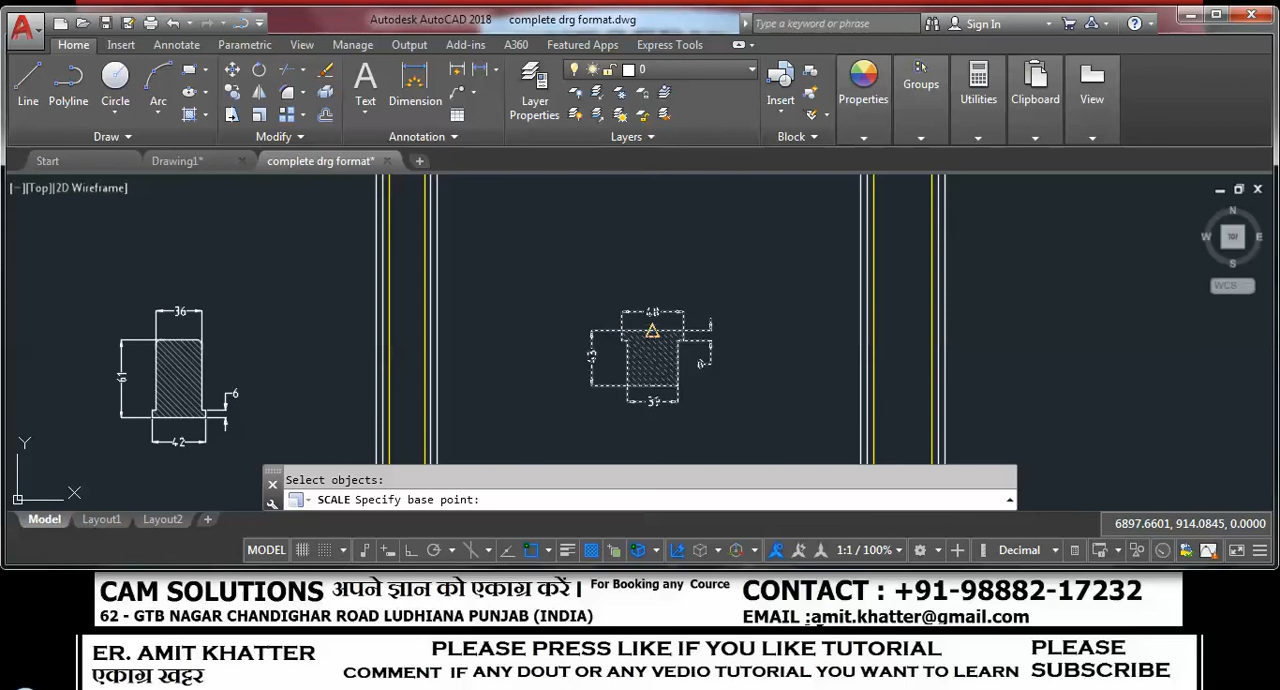 Autodesk AutoCAD 2018 complete drg format.dwg
Type a keyword or phrase
Sign In
Home Insert Annotate Parametric View Manage Output Add-ins A360 Featured Apps Express Tools
0
Line Polyline Circle Arc Text Dimension Layer Properties Insert Properties Groups Utilities Clipboard View
Draw Modify Annotation Layers Block
Start Drawing1* complete drg format*
[−][Top][2D Wireframe]
N
W TOP E
S
WCS
36
61
6
42
48
43
37
Y
X
Select objects:
SCALE Specify base point:
Model Layout1 Layout2
6897.6601, 914.0845, 0.0000
MODEL 1:1 / 100% Decimal
CAM SOLUTIONS अपने ज्ञान को एकाग्र करें । For Booking any Cource CONTACT : +91-98882-17232
62 - GTB NAGAR CHANDIGHAR ROAD LUDHIANA PUNJAB (INDIA) EMAIL :amit.khatter@gmail.com
ER. AMIT KHATTER PLEASE PRESS LIKE IF YOU LIKE TUTORIAL PLEASE
एकाग्र खट्टर COMMENT IF ANY DOUT OR ANY VEDIO TUTORIAL YOU WANT TO LEARN SUBSCRIBE